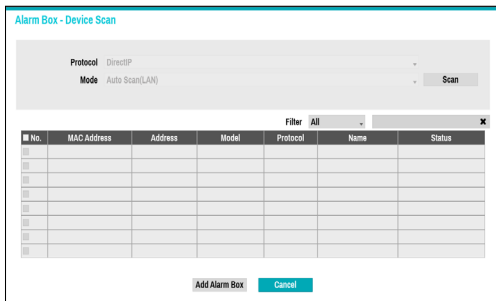 Alarm Box - Device Scan
Protocol DirectIP
Mode Auto Scan(LAN) Scan
Filter All
No. MAC Address Address Model Protocol Name Status
Add Alarm Box Cancel